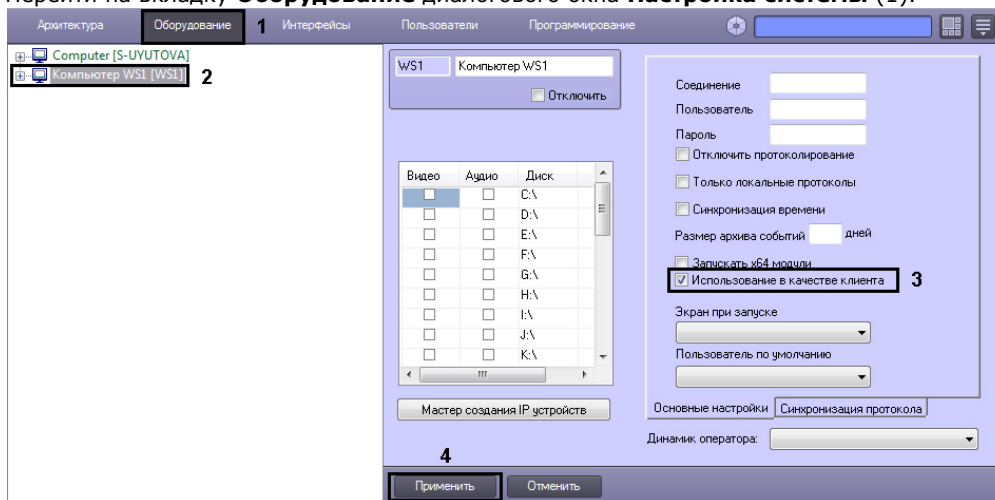 Перейти на вкладку Оборудование диалогового окна Настройка системы (1).
Архитектура Оборудование 1 Интерфейсы Пользователи Программирование
Computer [S-UYUTOVA]
Компьютер WS1 [WS1] 2
WS1 Компьютер WS1
Отключить
Видео Аудио Диск
C:\
D:\
E:\
F:\
G:\
H:\
I:\
J:\
K:\
Мастер создания IP устройств
Соединение
Пользователь
Пароль
Отключить протоколирование
Только локальные протоколы
Синхронизация времени
Размер архива событий дней
Запускать x64 модули
Использование в качестве клиента 3
Экран при запуске
Пользователь по умолчанию
Основные настройки Синхронизация протокола
Динамик оператора:
4
Применить Отменить